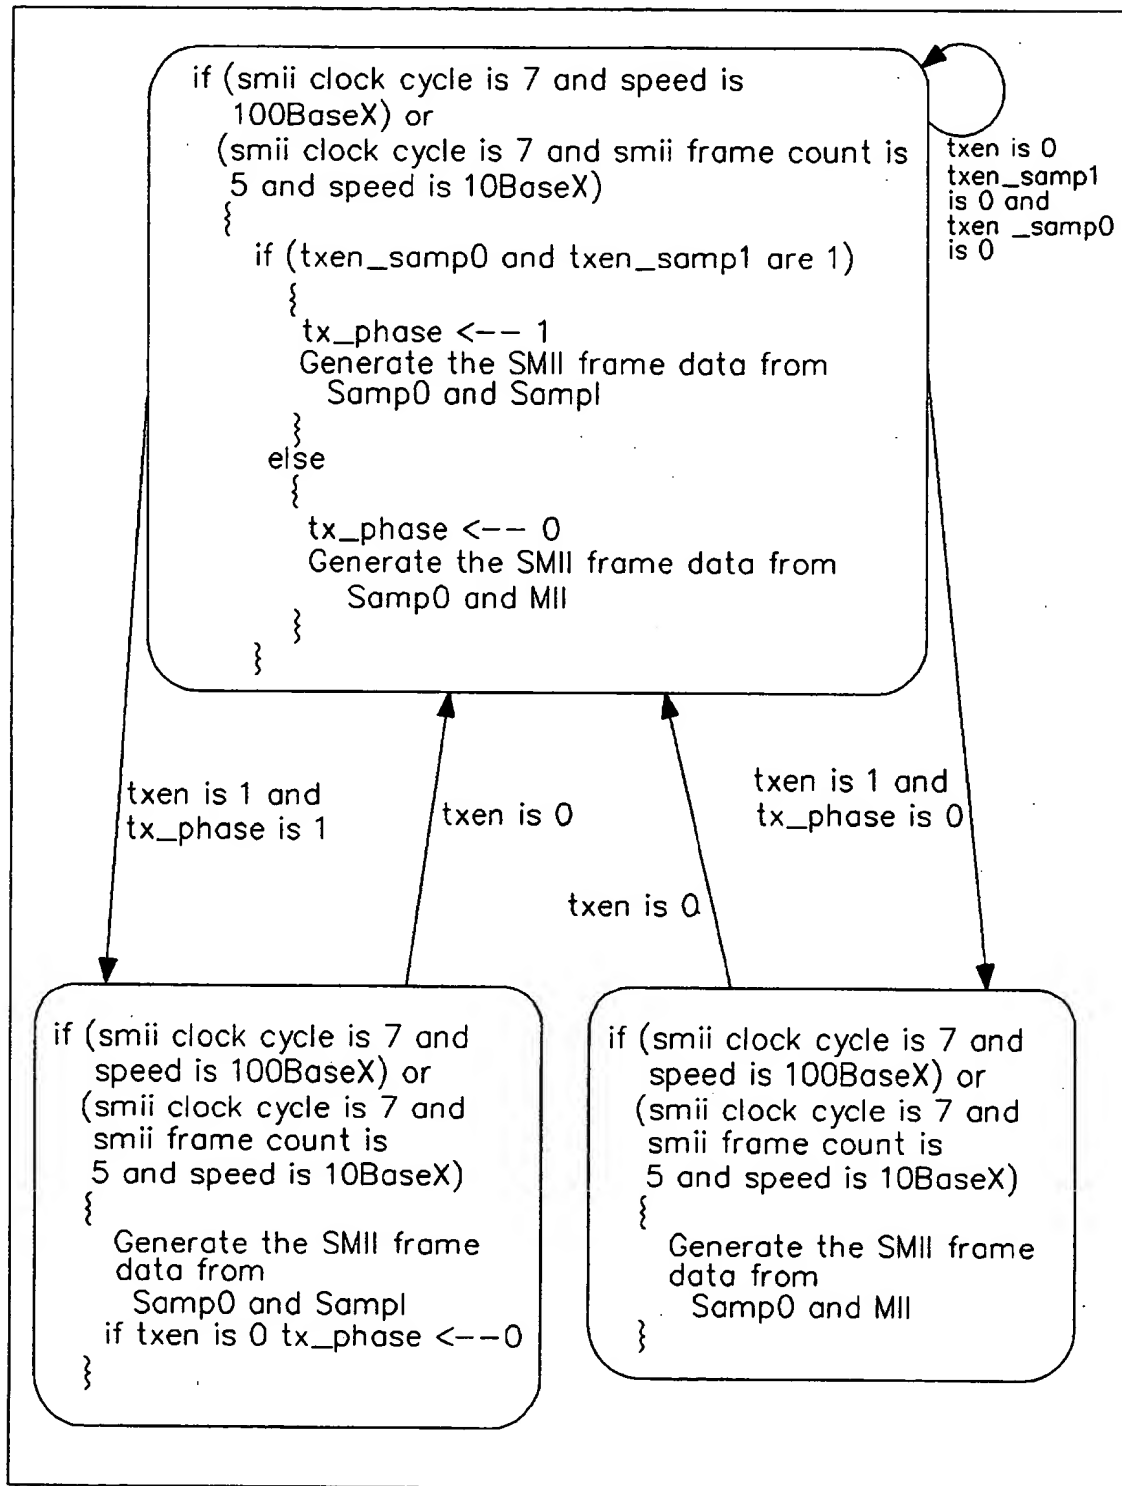 if (smii clock cycle is 7 and speed is
100BaseX) or
(smii clock cycle is 7 and smii frame count is
5 and speed is 10BaseX)
{
if (txen_samp0 and txen_samp1 are 1)
{
tx_phase <-- 1
Generate the SMII frame data from
Samp0 and SampI
}
else
{
tx_phase <-- 0
Generate the SMII frame data from
Samp0 and MII
}
}
txen is 0
txen_samp1
is 0 and
txen _samp0
is 0
txen is 1 and
tx_phase is 1
txen is 0
txen is 0
txen is 1 and
tx_phase is 0
if (smii clock cycle is 7 and
speed is 100BaseX) or
(smii clock cycle is 7 and
smii frame count is
5 and speed is 10BaseX)
{
Generate the SMII frame
data from
Samp0 and SampI
if txen is 0 tx_phase <--0
}
if (smii clock cycle is 7 and
speed is 100BaseX) or
(smii clock cycle is 7 and
smii frame count is
5 and speed is 10BaseX)
{
Generate the SMII frame
data from
Samp0 and MII
}